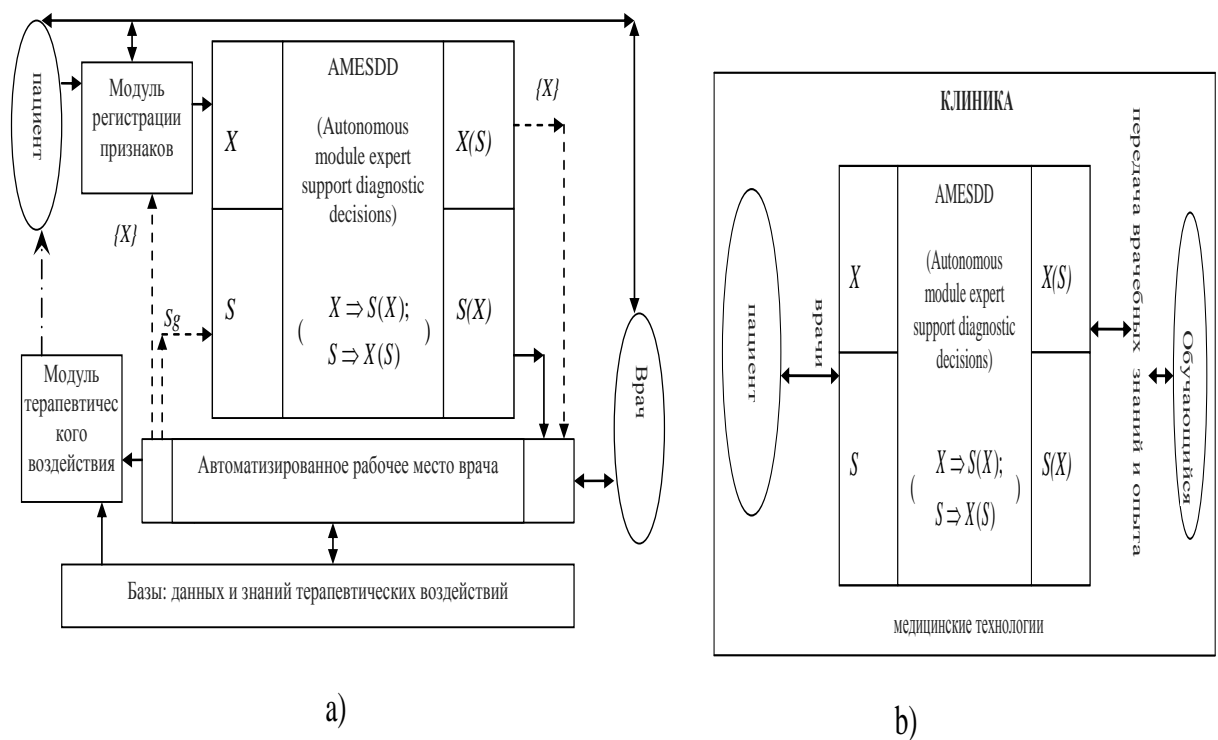 пациент
Модуль
регистрации
признаков
{X}
Sg
Модуль
терапевтичес
кого
воздействия
X
S
AMESDD
(Autonomous
module expert
support diagnostic
decisions)
( X ⇒ S(X); )
S ⇒ X(S)
X(S)
S(X)
{X}
Врач
Автоматизированное рабочее место врача
Базы: данных и знаний терапевтических воздействий
a)
КЛИНИКА
пациент
врачи
X
S
AMESDD
(Autonomous
module expert
support diagnostic
decisions)
( X ⇒ S(X); )
S ⇒ X(S)
X(S)
S(X)
передача врачебных знаний и опыта
Обучающийся
медицинские технологии
b)